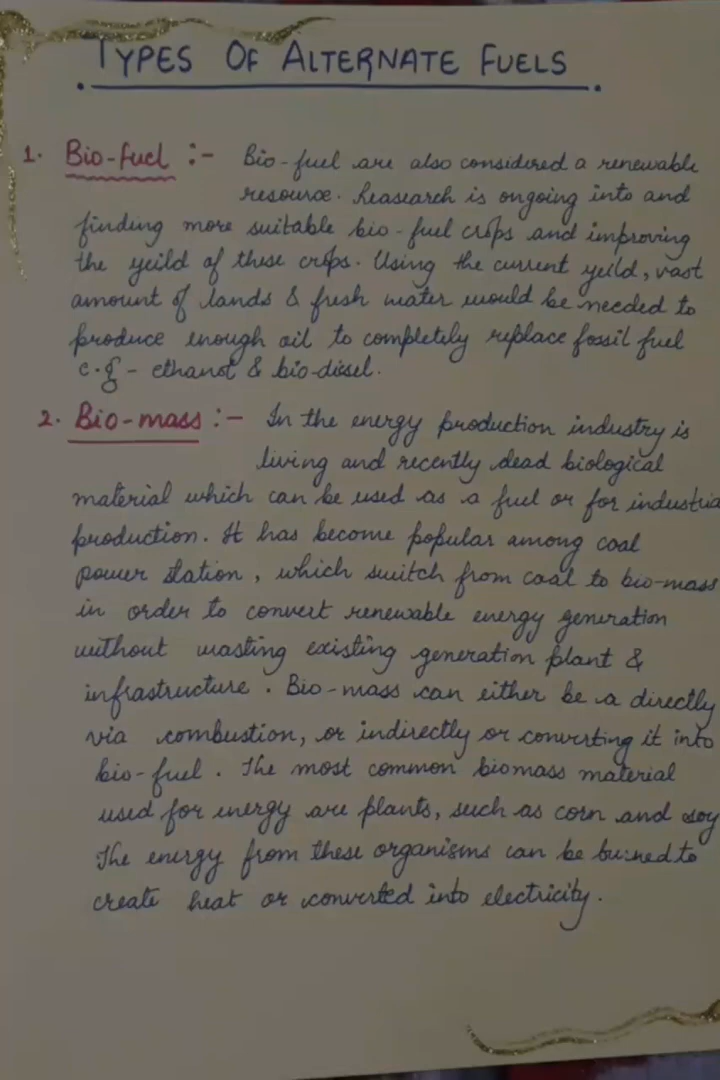 TYPES OF ALTERNATE FUELS
1. Bio-fuel :- Bio-fuel are also considered a renewable
resource. Reasearch is ongoing into and
finding more suitable bio-fuel crops and improving
the yeild of these crops. Using the current yeild, vast
amount of lands & fresh water would be needed to
produce enough oil to completely replace fossil fuel
e.g - ethanol & bio-diesel.
2. Bio-mass :- In the energy production industry is
living and recently dead biological
material which can be used as a fuel or for industria
production. It has become popular among coal
power station, which switch from coal to bio-mass
in order to convert renewable energy generation
without wasting existing generation plant &
infrastructure. Bio-mass can either be a directly
via combustion, or indirectly or converting it into
bio-fuel. The most common biomass material
used for energy are plants, such as corn and soy
The energy from these organisms can be burned to
create heat or converted into electricity.